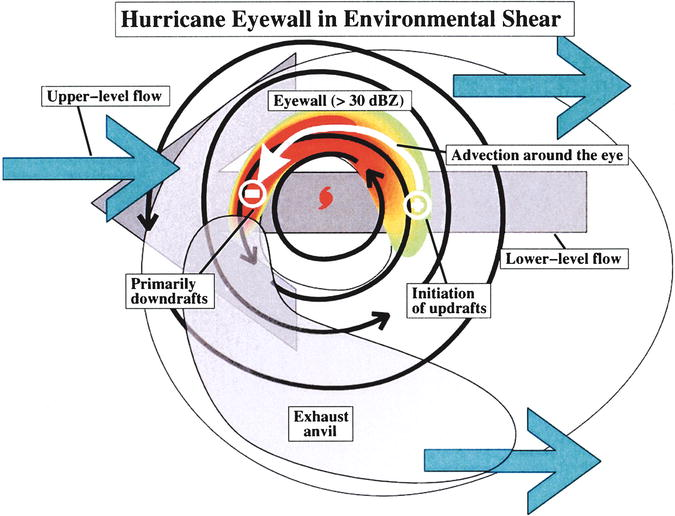 Hurricane Eyewall in Environmental Shear
Upper-level flow
Eyewall (> 30 dBZ)
Advection around the eye
Lower-level flow
Primarily
downdrafts
Initiation
of updrafts
Exhaust
anvil